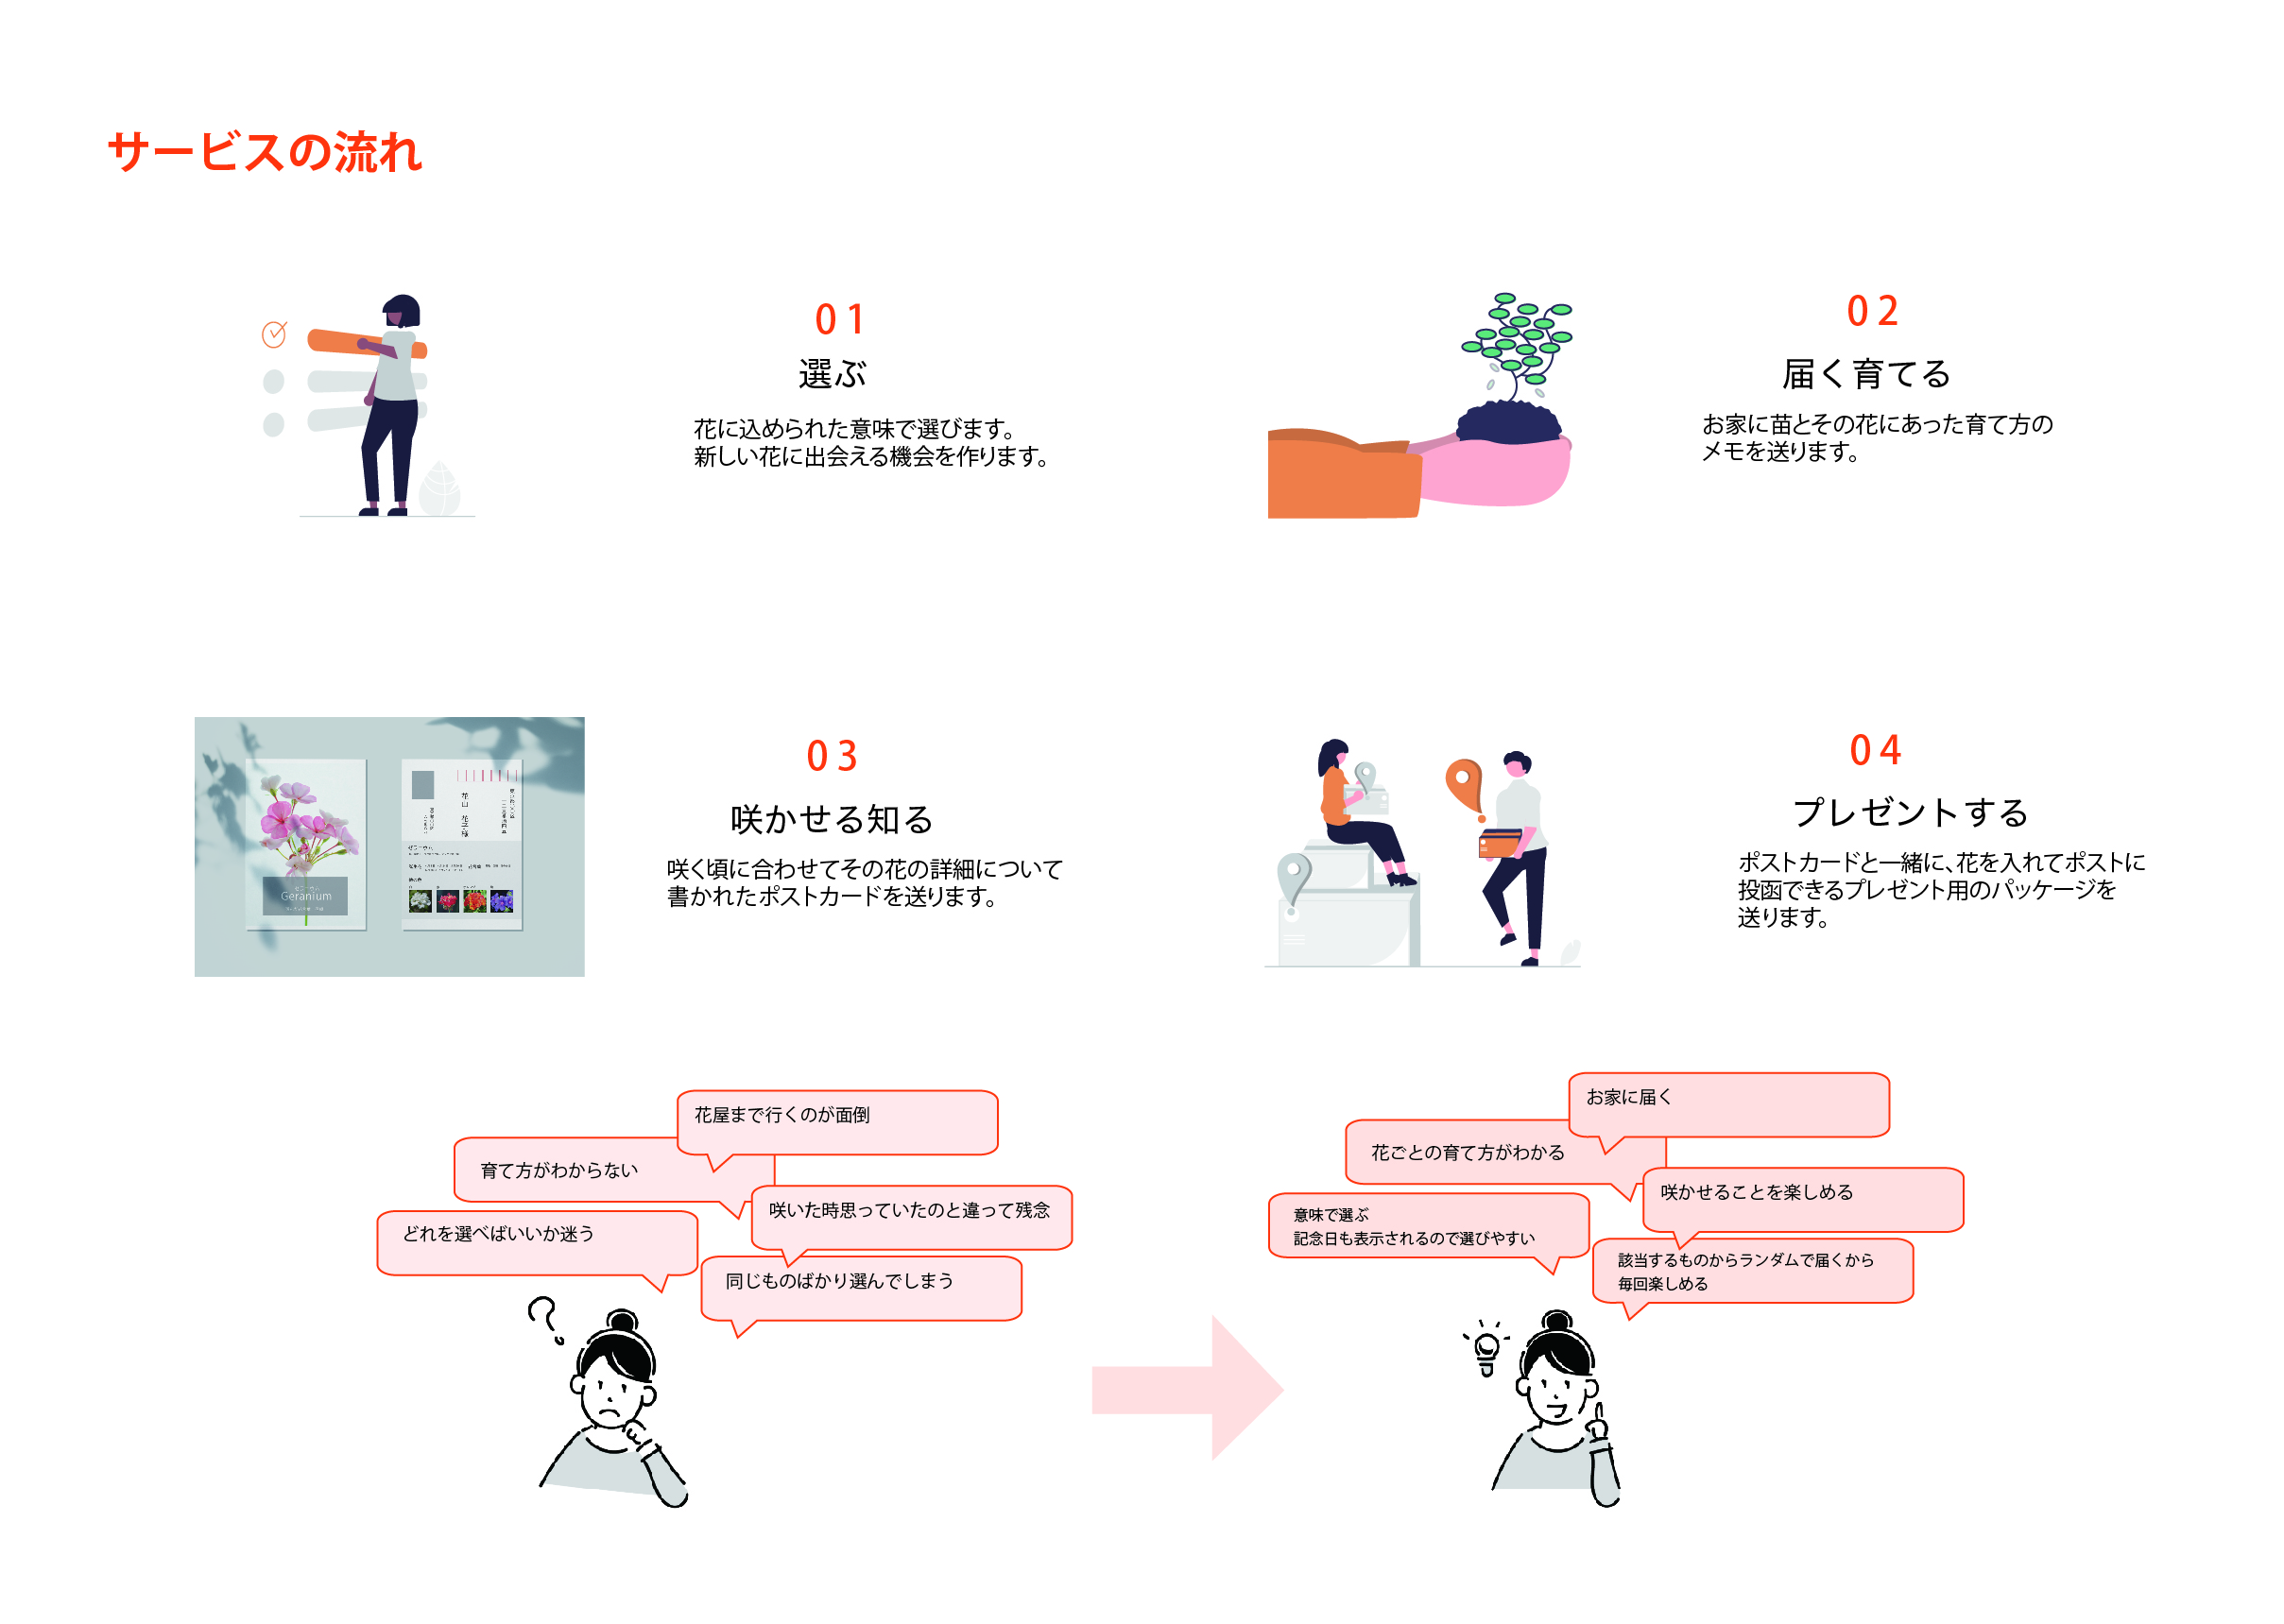 サービスの流れ
01
選ぶ
花に込められた意味で選びます。
新しい花に出会える機会を作ります。
02
届く育てる
お家に苗とその花にあった育て方の
メモを送ります。
Geranium
花山 花子様
03
咲かせる知る
咲く頃に合わせてその花の詳細について
書かれたポストカードを送ります。
04
プレゼントする
ポストカードと一緒に、花を入れてポストに
投函できるプレゼント用のパッケージを
送ります。
花屋まで行くのが面倒
育て方がわからない
咲いた時思っていたのと違って残念
どれを選べばいいか迷う
同じものばかり選んでしまう
お家に届く
花ごとの育て方がわかる
咲かせることを楽しめる
意味で選ぶ
記念日も表示されるので選びやすい
該当するものからランダムで届くから
毎回楽しめる